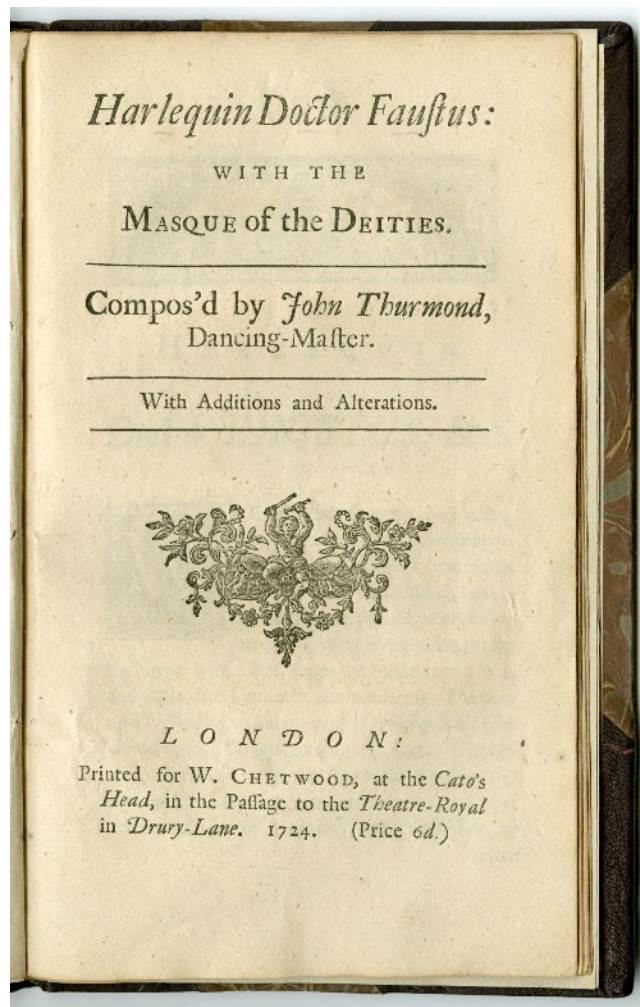 Harlequin Doctor Fauſtus:
WITH THE
MASQUE of the DEITIES.
Compos'd by John Thurmond,
Dancing-Maſter.
With Additions and Alterations.
LONDON:
Printed for W. CHETWOOD, at the Cato's
Head, in the Paſſage to the Theatre-Royal
in Drury-Lane. 1724. (Price 6d.)